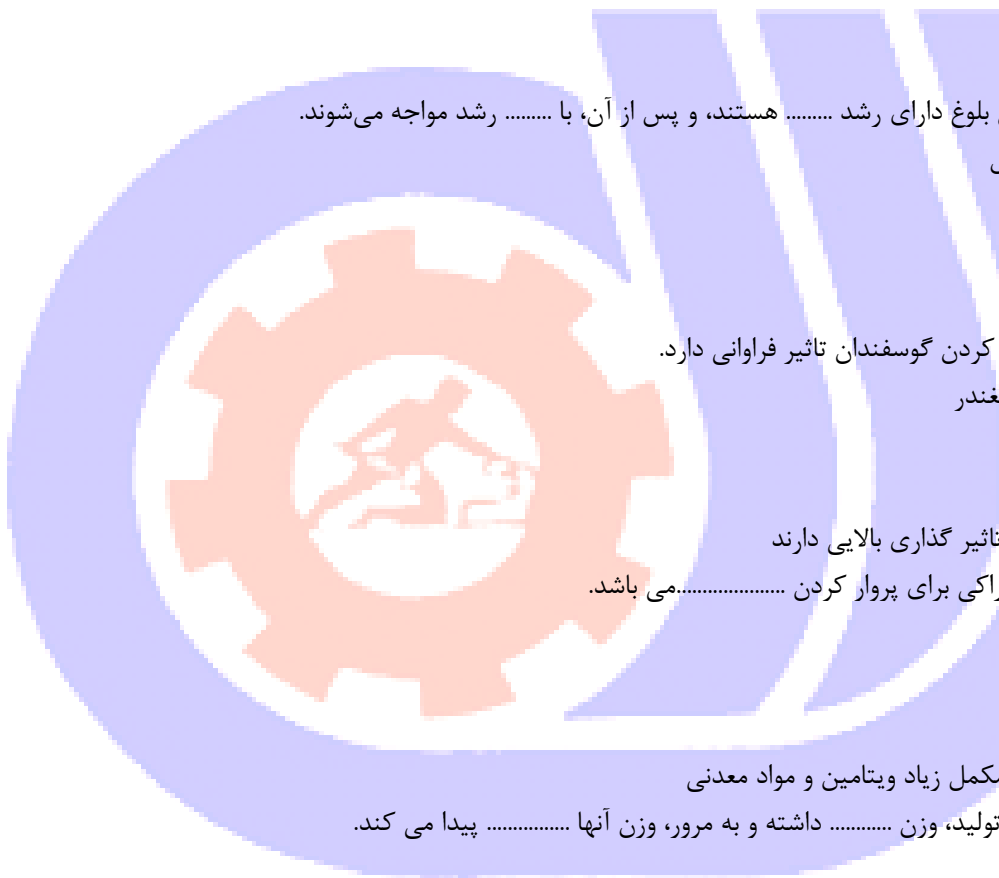 بلوغ دارای رشد ......... هستند، و پس از آن، با ......... رشد مواجه می‌شوند.
کردن گوسفندان تاثیر فراوانی دارد.
غندر
تاثیر گذاری بالایی دارند
راکی برای پروار کردن .....................می باشد.
مکمل زیاد ویتامین و مواد معدنی
تولید، وزن ............ داشته و به مرور، وزن آنها ................ پیدا می کند.